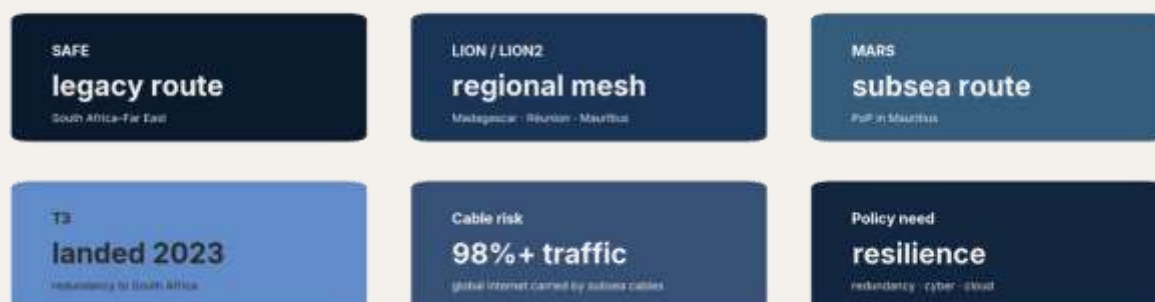 SAFE
legacy route
South Africa–Far East
LION / LION2
regional mesh
Madagascar · Réunion · Mauritius
MARS
subsea route
PoP in Mauritius
T3
landed 2023
redundancy to South Africa
Cable risk
98%+ traffic
global internet carried by subsea cables
Policy need
resilience
redundancy · cyber · cloud